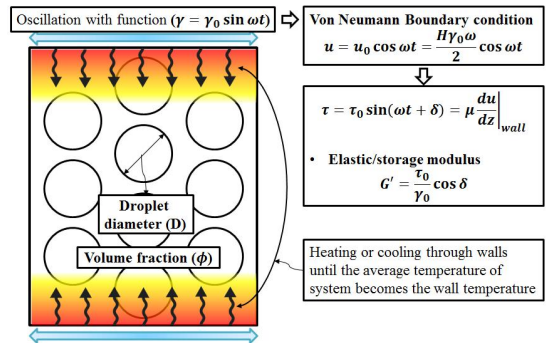 Oscillation with function (γ = γ₀ sin ωt)
Von Neumann Boundary condition
u = u₀ cos ωt = Hγ₀ω/2 cos ωt
τ = τ₀ sin(ωt + δ) = μ du/dz|wall
• Elastic/storage modulus
G′ = τ₀/γ₀ cos δ
Droplet
diameter (D)
Volume fraction (ϕ)
Heating or cooling through walls
until the average temperature of
system becomes the wall temperature